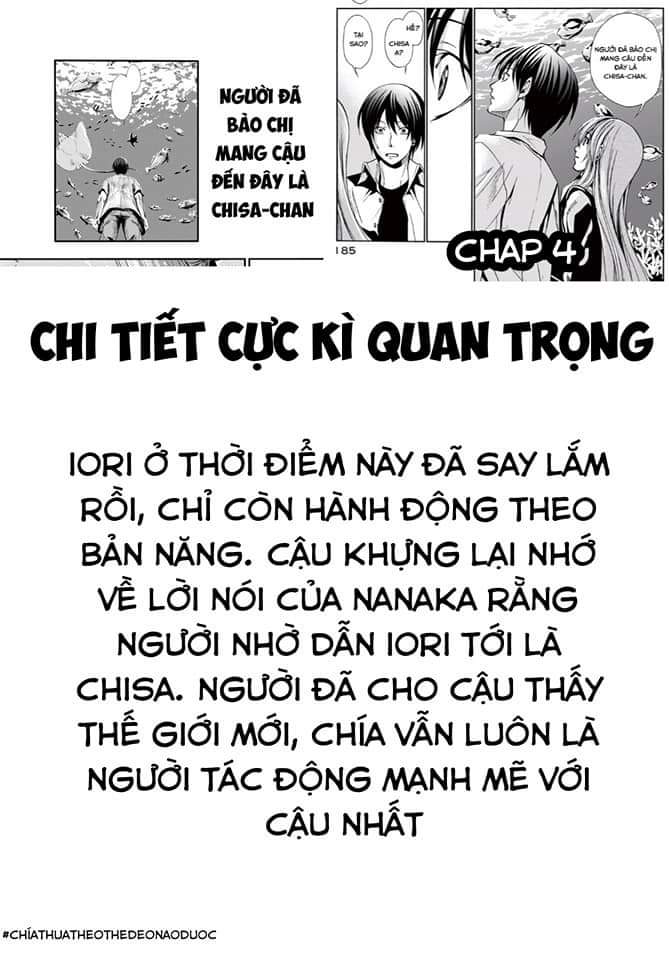 NGƯỜI ĐÃ
BẢO CHỊ
MANG CẬU
ĐẾN ĐÂY LÀ
CHISA-CHAN
TẠI
SAO?
HỂ?
CHISA
A?
NGƯỜI ĐÃ BẢO CHỊ
MANG CẬU ĐẾN
ĐÂY LÀ
CHISA-CHAN.
185
CHAP 4
CHI TIẾT CỰC KÌ QUAN TRỌNG
IORI Ở THỜI ĐIỂM NÀY ĐÃ SAY LẮM
RỒI, CHỈ CÒN HÀNH ĐỘNG THEO
BẢN NĂNG. CẬU KHỰNG LẠI NHỚ
VỀ LỜI NÓI CỦA NANAKA RẰNG
NGƯỜI NHỜ DẪN IORI TỚI LÀ
CHISA. NGƯỜI ĐÃ CHO CẬU THẤY
THẾ GIỚI MỚI, CHÍA VẪN LUÔN LÀ
NGƯỜI TÁC ĐỘNG MẠNH MẼ VỚI
CẬU NHẤT
#CHÍATHUATHEOTHEDEONAODUOC